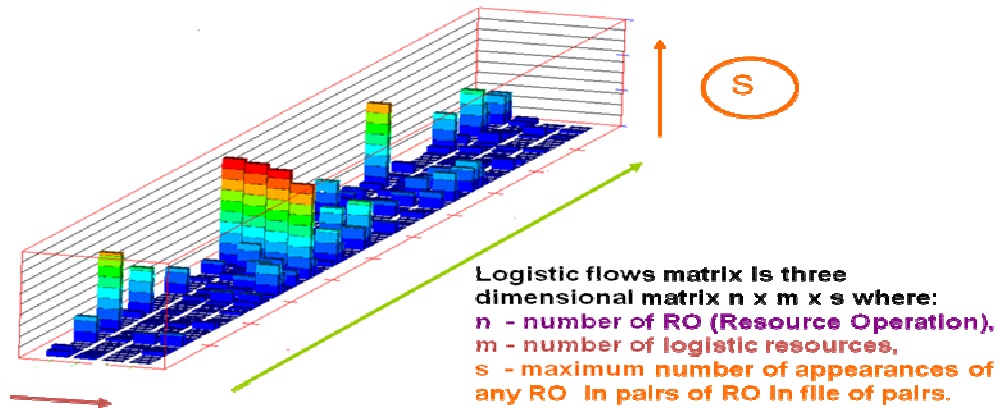 S
Logistic flows matrix is three
dimensional matrix n x m x s where:
n - number of RO (Resource Operation),
m - number of logistic resources,
s - maximum number of appearances of
any RO in pairs of RO in file of pairs.